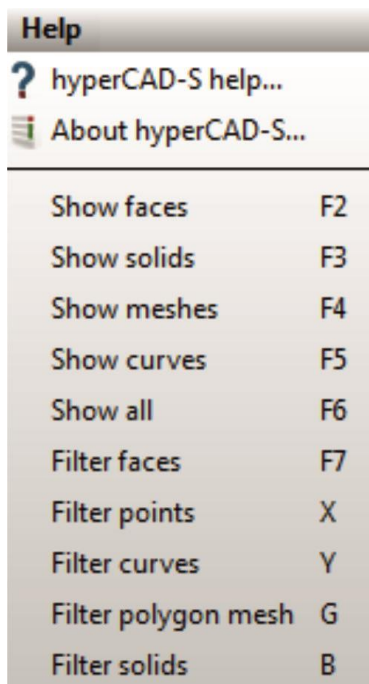 Help
hyperCAD-S help...
About hyperCAD-S...
Show faces F2
Show solids F3
Show meshes F4
Show curves F5
Show all F6
Filter faces F7
Filter points X
Filter curves Y
Filter polygon mesh G
Filter solids B